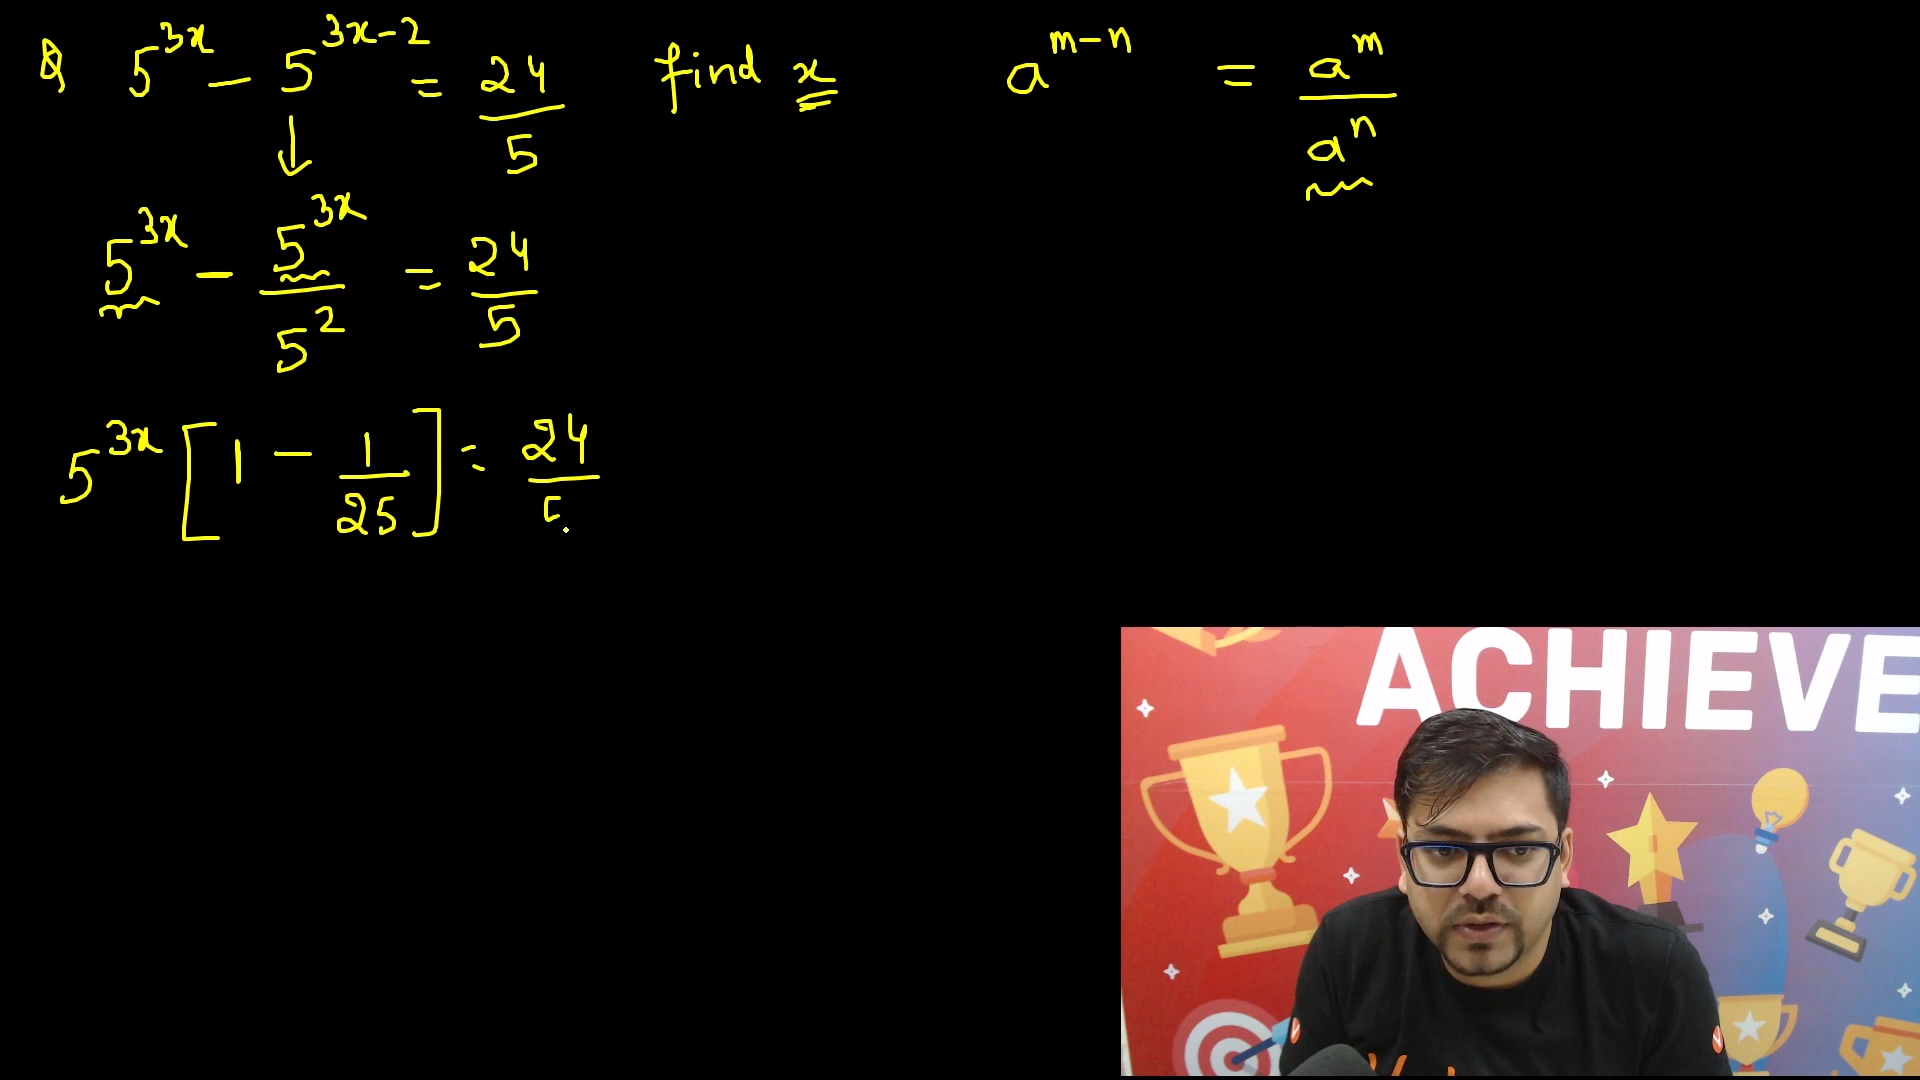 Q 5^{3x} - 5^{3x-2} = 24/5 find x
a^{m-n} = a^m/a^n
5^{3x} - 5^{3x}/5^2 = 24/5
5^{3x} [1 - 1/25] = 24/5
ACHIEVE